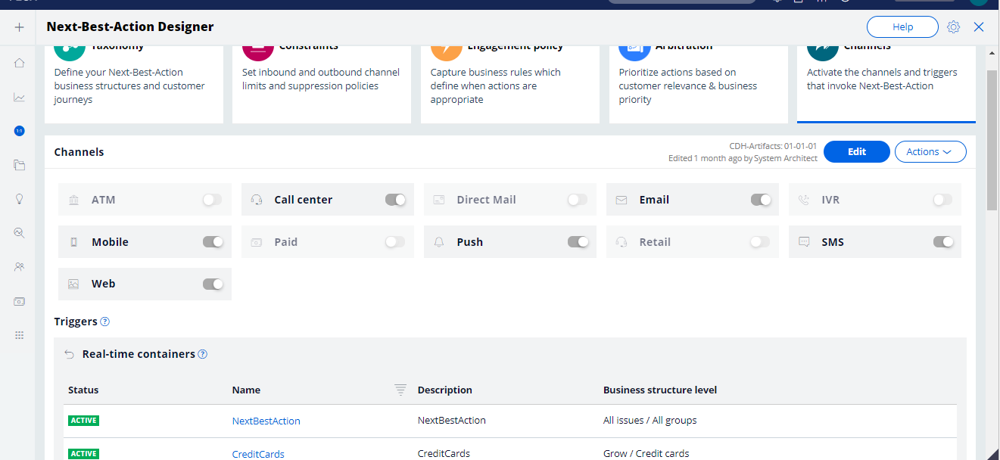 Next-Best-Action Designer
Help
Taxonomy
Constraints
Engagement policy
Arbitration
Channels
Define your Next-Best-Action
business structures and customer
journeys
Set inbound and outbound channel
limits and suppression policies
Capture business rules which
define when actions are
appropriate
Prioritize actions based on
customer relevance & business
priority
Activate the channels and triggers
that invoke Next-Best-Action
1:1
Channels
CDH-Artifacts: 01-01-01
Edited 1 month ago by System Architect
Edit
Actions
ATM
Call center
Direct Mail
Email
IVR
Mobile
Paid
Push
Retail
SMS
Web
Triggers ?
Real-time containers ?
Status Name Description Business structure level
ACTIVE NextBestAction NextBestAction All issues / All groups
ACTIVE CreditCards CreditCards Grow / Credit cards